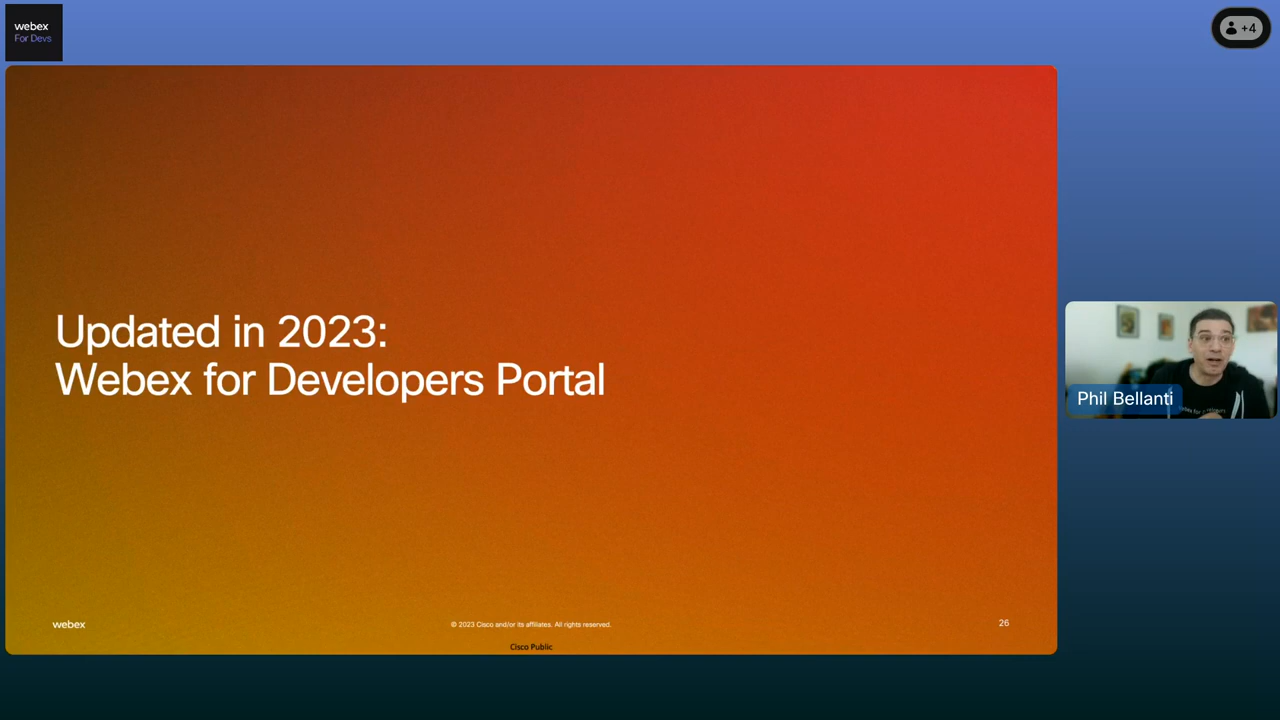 webex
For Devs
+4
Updated in 2023:
Webex for Developers Portal
Phil Bellanti
webex
© 2023 Cisco and/or its affiliates. All rights reserved.
26
Cisco Public